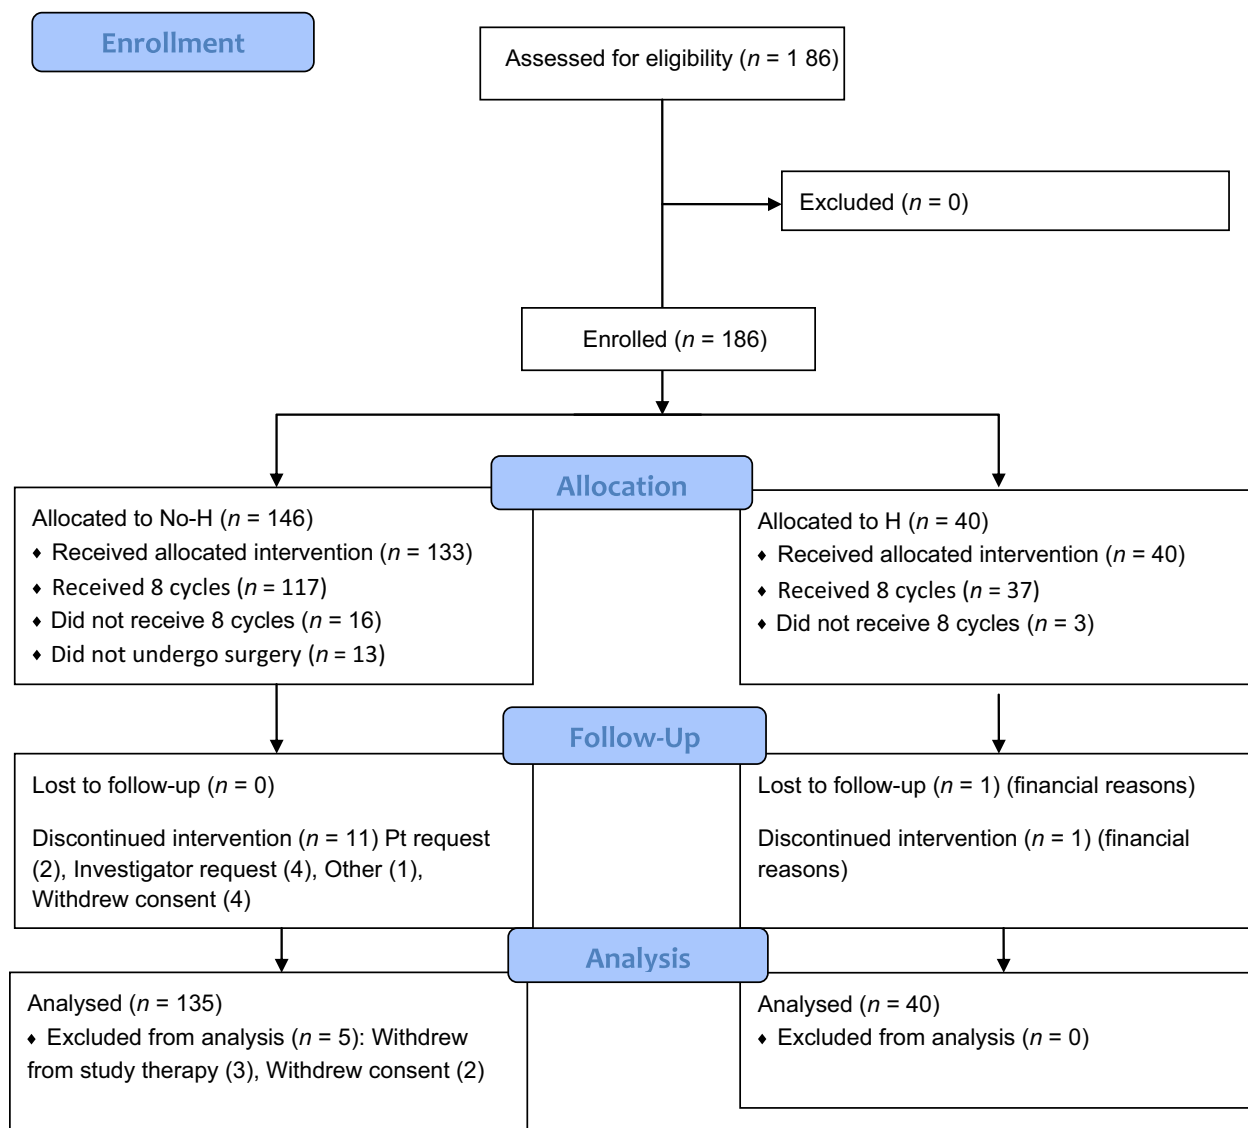 Enrollment
Assessed for eligibility (n = 1 86)
Excluded (n = 0)
Enrolled (n = 186)
Allocation
Allocated to No-H (n = 146)
♦ Received allocated intervention (n = 133)
♦ Received 8 cycles (n = 117)
♦ Did not receive 8 cycles (n = 16)
♦ Did not undergo surgery (n = 13)
Allocated to H (n = 40)
♦ Received allocated intervention (n = 40)
♦ Received 8 cycles (n = 37)
♦ Did not receive 8 cycles (n = 3)
Follow-Up
Lost to follow-up (n = 0)
Discontinued intervention (n = 11) Pt request
(2), Investigator request (4), Other (1),
Withdrew consent (4)
Lost to follow-up (n = 1) (financial reasons)
Discontinued intervention (n = 1) (financial
reasons)
Analysis
Analysed (n = 135)
♦ Excluded from analysis (n = 5): Withdrew
from study therapy (3), Withdrew consent (2)
Analysed (n = 40)
♦ Excluded from analysis (n = 0)